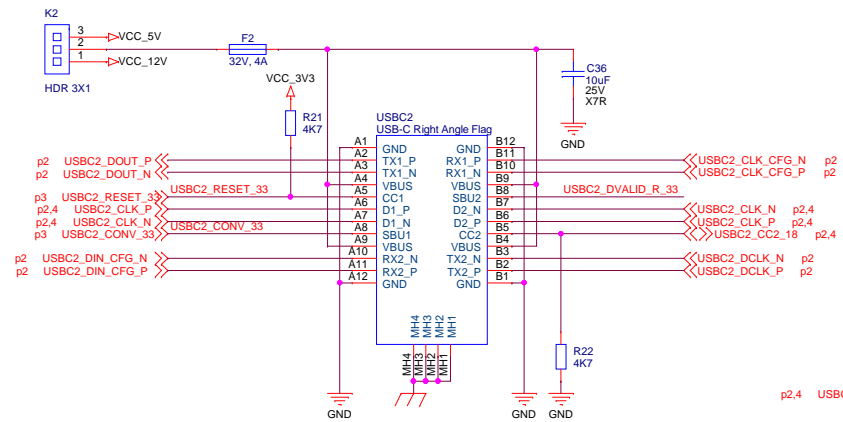 K2
3 VCC_5V
2
1 VCC_12V
HDR 3X1
F2
32V, 4A
VCC_3V3
R21
4K7
C36
10uF
25V
X7R
GND
USBC2
USB-C Right Angle Flag
A1 GND GND B12
p2 USBC2_DOUT_P A2 TX1_P RX1_P B11 USBC2_CLK_CFG_N p2
p2 USBC2_DOUT_N A3 TX1_N RX1_N B10 USBC2_CLK_CFG_P p2
A4 VBUS VBUS B9
p3 USBC2_RESET_33 USBC2_RESET_33 A5 CC1 SBU2 B8 USBC2_DVALID_R_33
p2,4 USBC2_CLK_P A6 D1_P D2_N B7 USBC2_CLK_N p2,4
p2,4 USBC2_CLK_N A7 D1_N D2_P B6 USBC2_CLK_P p2,4
p3 USBC2_CONV_33 USBC2_CONV_33 A8 SBU1 CC2 B5 USBC2_CC2_18 p2,4
A9 VBUS VBUS B4
p2 USBC2_DIN_CFG_N A10 RX2_N TX2_N B3 USBC2_DCLK_N p2
p2 USBC2_DIN_CFG_P A11 RX2_P TX2_P B2 USBC2_DCLK_P p2
A12 GND GND B1
MH4 MH3 MH2 MH1
MH4 MH3 MH2 MH1
R22
4K7
p2,4
GND GND GND